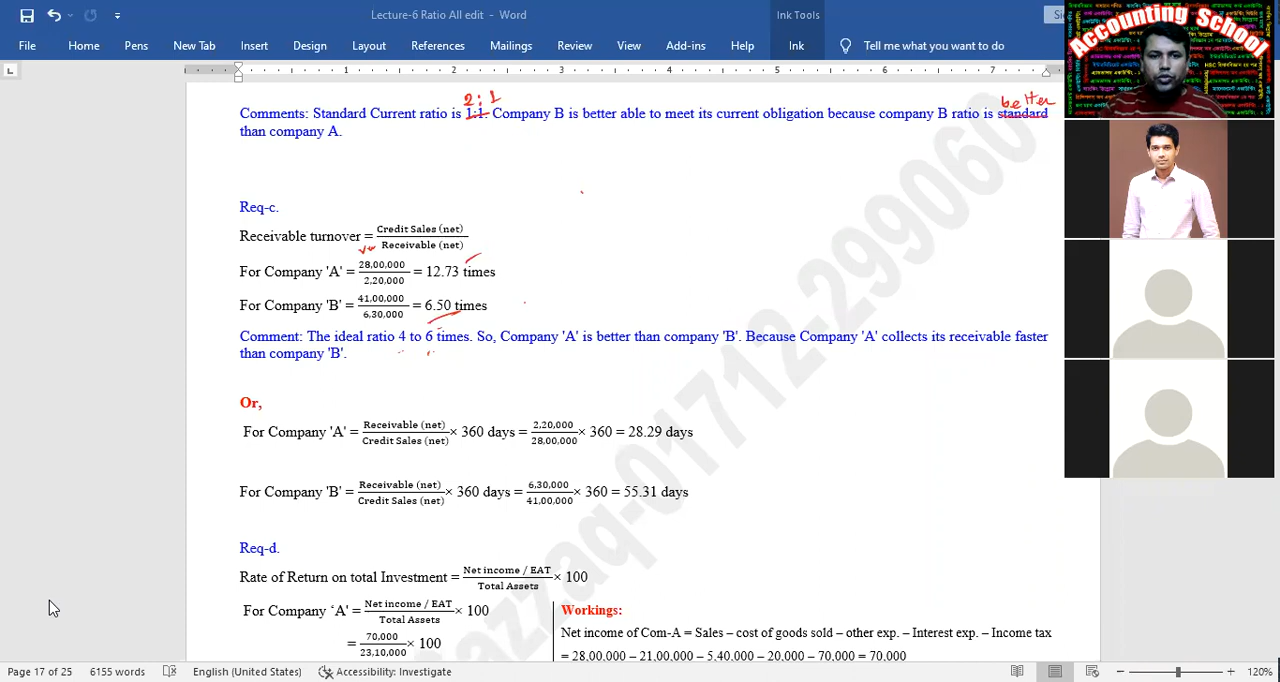 Lecture-6 Ratio All edit - Word
Ink Tools
File Home Pens New Tab Insert Design Layout References Mailings Review View Add-ins Help Ink Tell me what you want to do
Accounting School
1 2 3 4 5 6 7
2 : 1 better
Comments: Standard Current ratio is 1:1. Company B is better able to meet its current obligation because company B ratio is standard
than company A.
Req-c.
Receivable turnover = Credit Sales (net) / Receivable (net)
For Company 'A' = 28,00,000 / 2,20,000 = 12.73 times
For Company 'B' = 41,00,000 / 6,30,000 = 6.50 times
Comment: The ideal ratio 4 to 6 times. So, Company 'A' is better than company 'B'. Because Company 'A' collects its receivable faster
than company 'B'.
Or,
For Company 'A' = Receivable (net) / Credit Sales (net) × 360 days = 2,20,000 / 28,00,000 × 360 = 28.29 days
For Company 'B' = Receivable (net) / Credit Sales (net) × 360 days = 6,30,000 / 41,00,000 × 360 = 55.31 days
Req-d.
Rate of Return on total Investment = Net income / EAT / Total Assets × 100
For Company ‘A' = Net income / EAT / Total Assets × 100
= 70,000 / 23,10,000 × 100
Workings:
Net income of Com-A = Sales – cost of goods sold – other exp. – Interest exp. – Income tax
= 28,00,000 – 21,00,000 – 5,40,000 – 20,000 – 70,000 = 70,000
azzaq-01712-299060
Page 17 of 25 6155 words English (United States) Accessibility: Investigate 120%